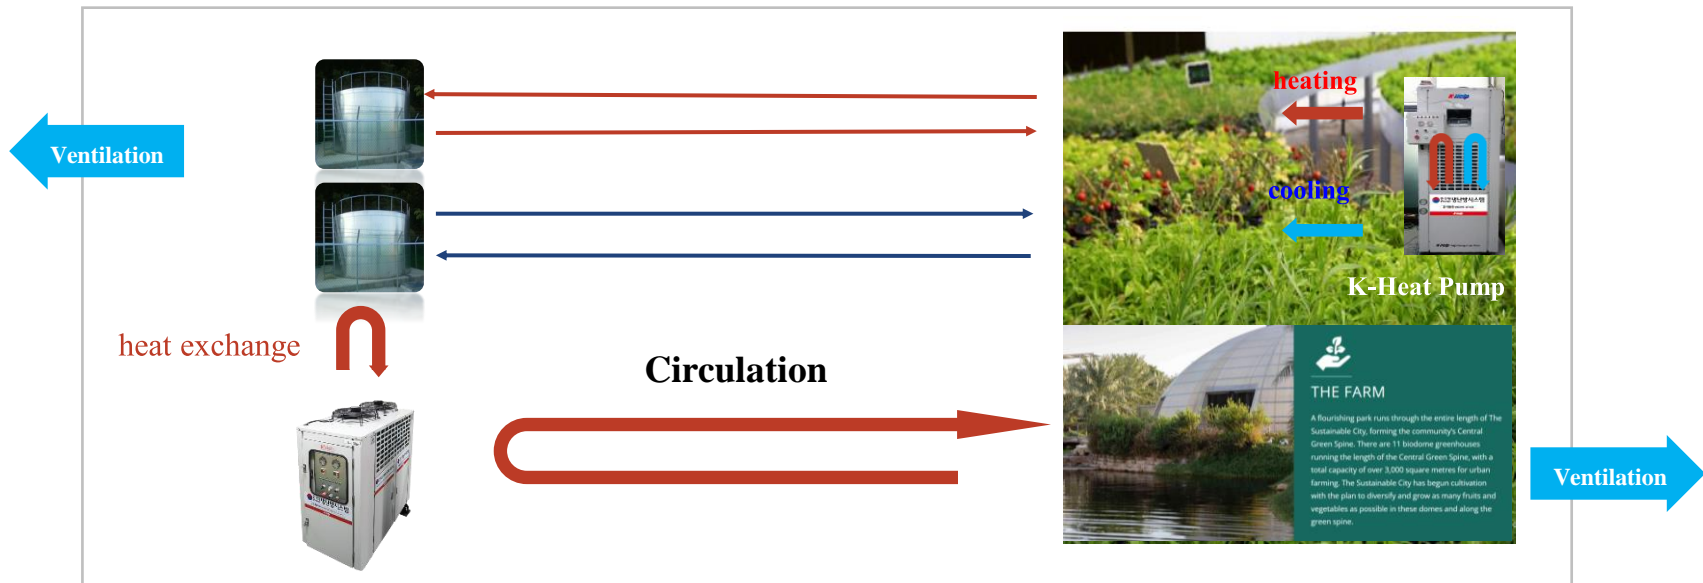 heating
Ventilation
cooling
K-Heat Pump
heat exchange
Circulation
THE FARM
A flourishing park runs through the entire length of The
Sustainable City, forming the community's Central
Green Spine. There are 11 biodome greenhouses
running the length of the Central Green Spine, with a
total capacity of over 3,000 square metres for urban
farming. The Sustainable City has begun cultivation
with the plan to diversify and grow as many fruits and
vegetables as possible in these domes and along the
green spine.
Ventilation